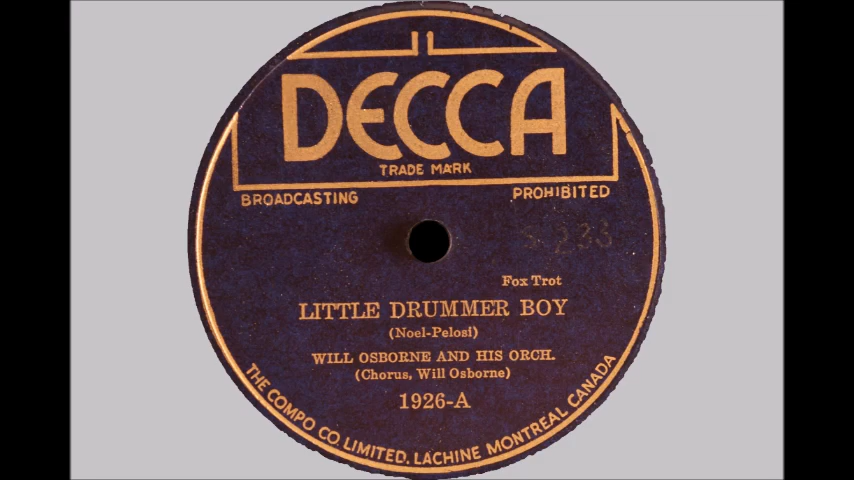 DECCA
TRADE MARK
BROADCASTING PROHIBITED
233
Fox Trot
LITTLE DRUMMER BOY
(Noel-Pelosi)
WILL OSBORNE AND HIS ORCH.
(Chorus, Will Osborne)
1926-A
THE COMPO CO. LIMITED. LACHINE MONTREAL CANADA